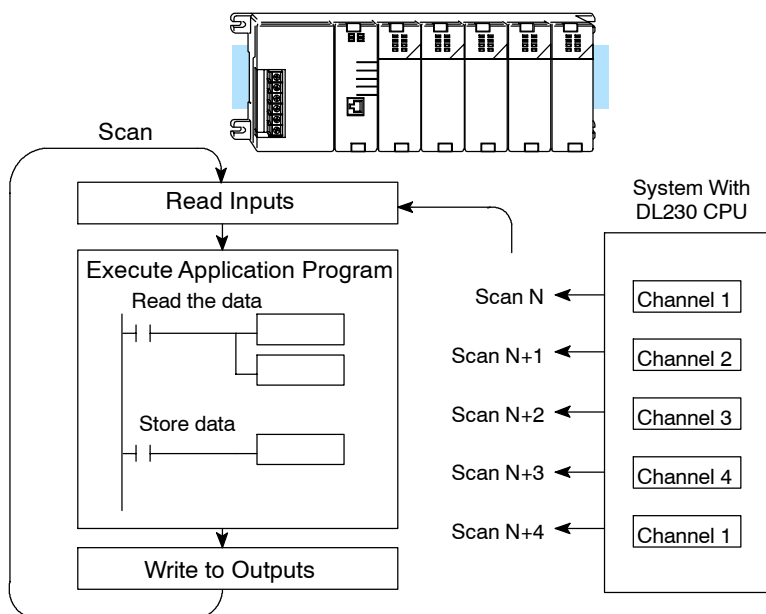 Scan
Read Inputs
Execute Application Program
Read the data
Store data
Write to Outputs
System With
DL230 CPU
Scan N
Channel 1
Scan N+1
Channel 2
Scan N+2
Channel 3
Scan N+3
Channel 4
Scan N+4
Channel 1